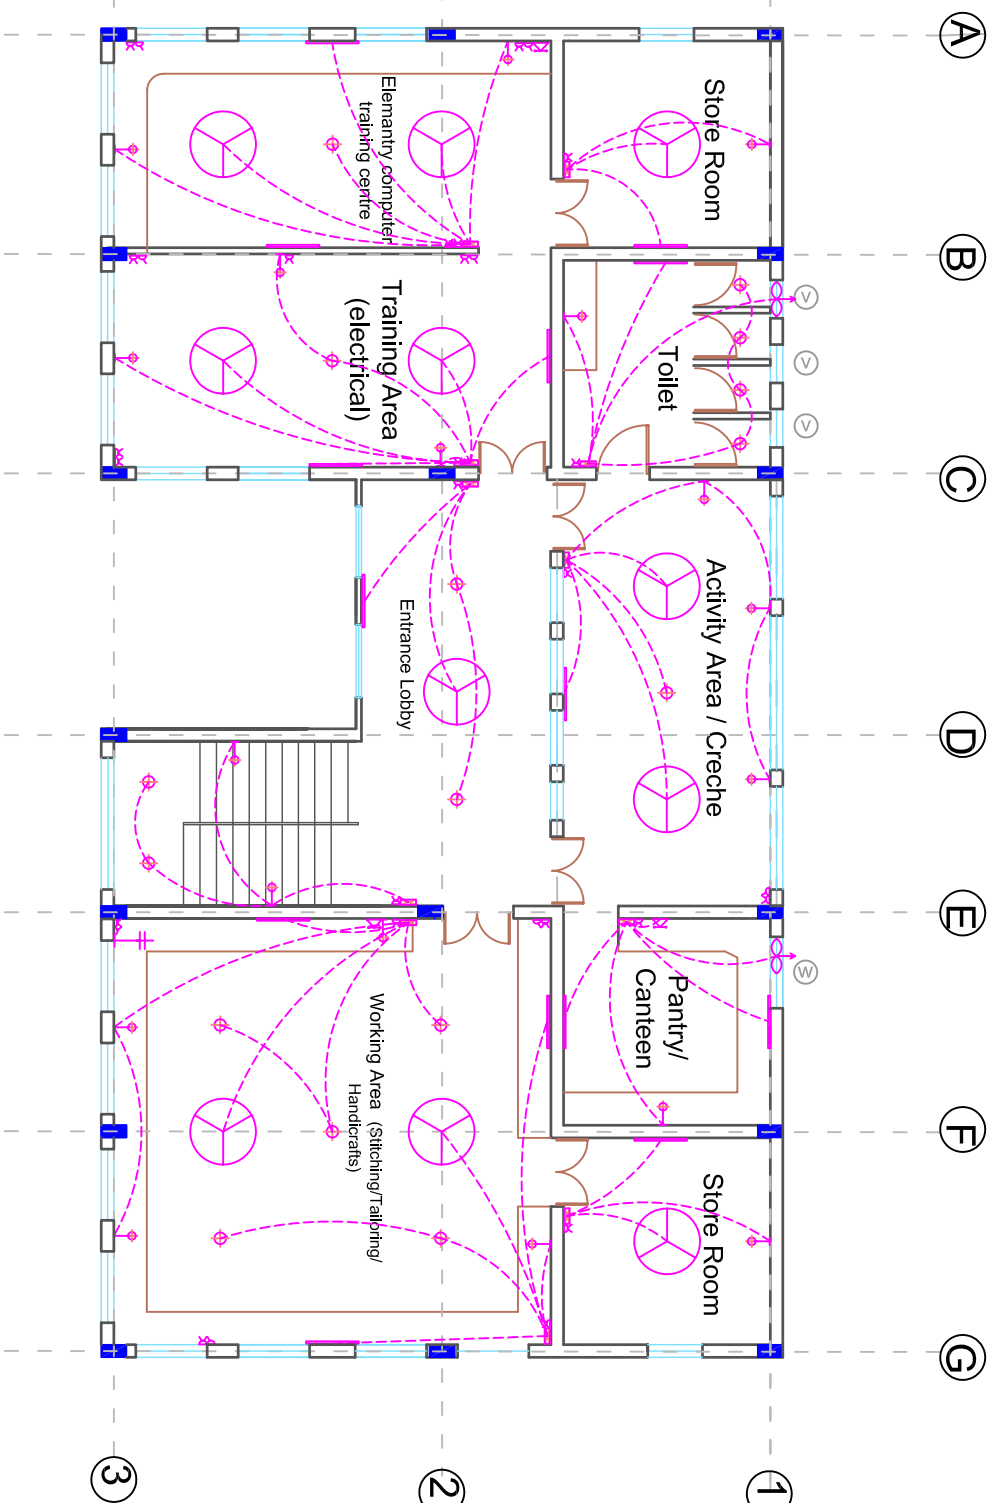 A
B
C
D
E
F
G
Store Room
Elemantry computer
training centre
Toilet
Training Area
(electrical)
V
V
V
Activity Area / Creche
Entrance Lobby
Pantry/
Canteen
W
Working Area (Stitching/Tailoring/
Handicrafts)
Store Room
1
2
3